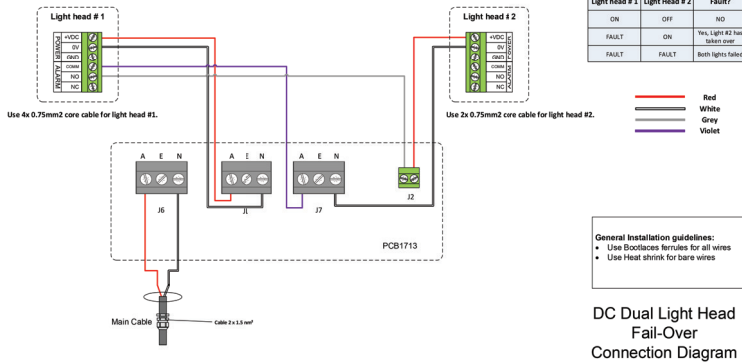 Light head # 1
POWER
ALARM
+VDC
0V
GND
COMM
NO
NC
Use 4x 0.75mm2 core cable for light head #1.
Light head # 2
+VDC
0V
GND
COMM
NO
NC
POWER
ALARM
Use 2x 0.75mm2 core cable for light head #2.
Light head # 1 Light Head # 2 Fault?
ON OFF NO
FAULT ON Yes, Light #2 has
taken over
FAULT FAULT Both lights failed
Red
White
Grey
Violet
A E N
J6
A E N
J1
A E N
J7
J2
PCB1713
Main Cable
Cable 2 x 1.5 mm²
General Installation guidelines:
• Use Bootlaces ferrules for all wires
• Use Heat shrink for bare wires
DC Dual Light Head
Fail-Over
Connection Diagram